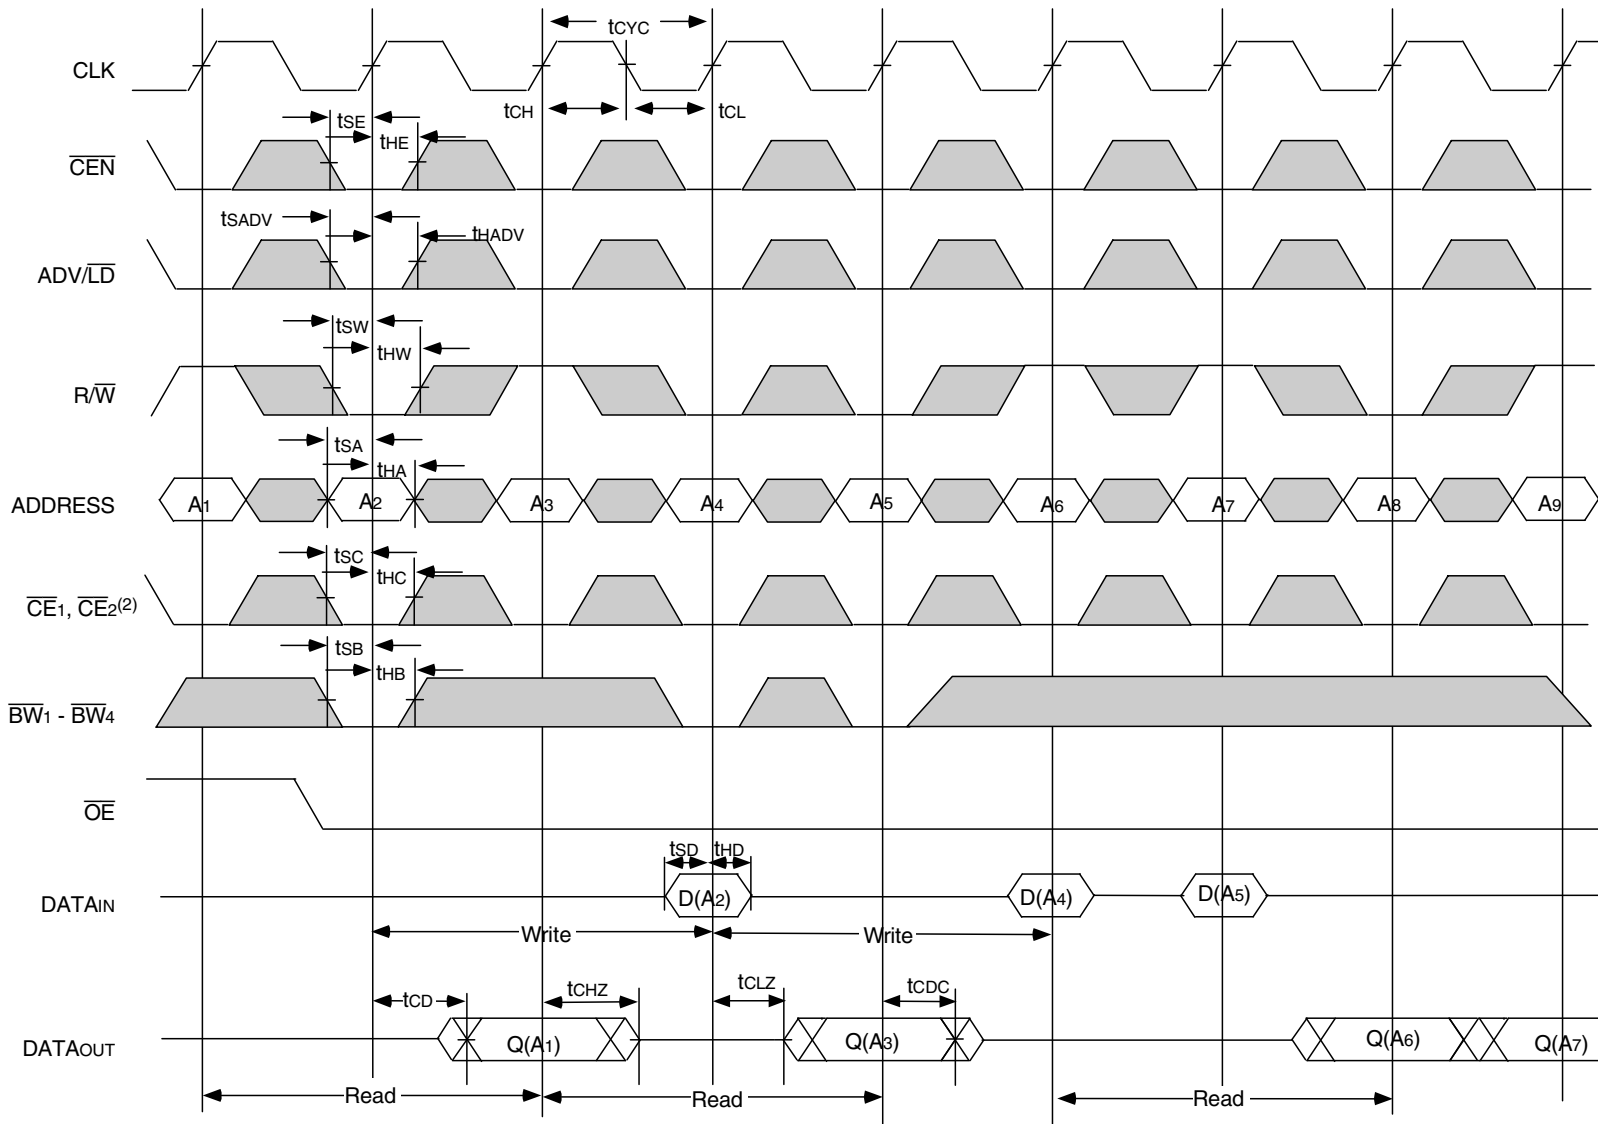 tCYC
CLK
tCH
tCL
tSE
tHE
CEN
tSADV
tHADV
ADV/LD
tSW
tHW
R/W
tSA
tHA
ADDRESS
A1 A2 A3 A4 A5 A6 A7 A8 A9
tSC
tHC
CE1, CE2(2)
tSB
tHB
BW1 - BW4
OE
tSD tHD
DATAIN
D(A2) D(A4) D(A5)
Write Write
tCD tCHZ tCLZ tCDC
DATAOUT
Q(A1) Q(A3) Q(A6) Q(A7)
Read Read Read